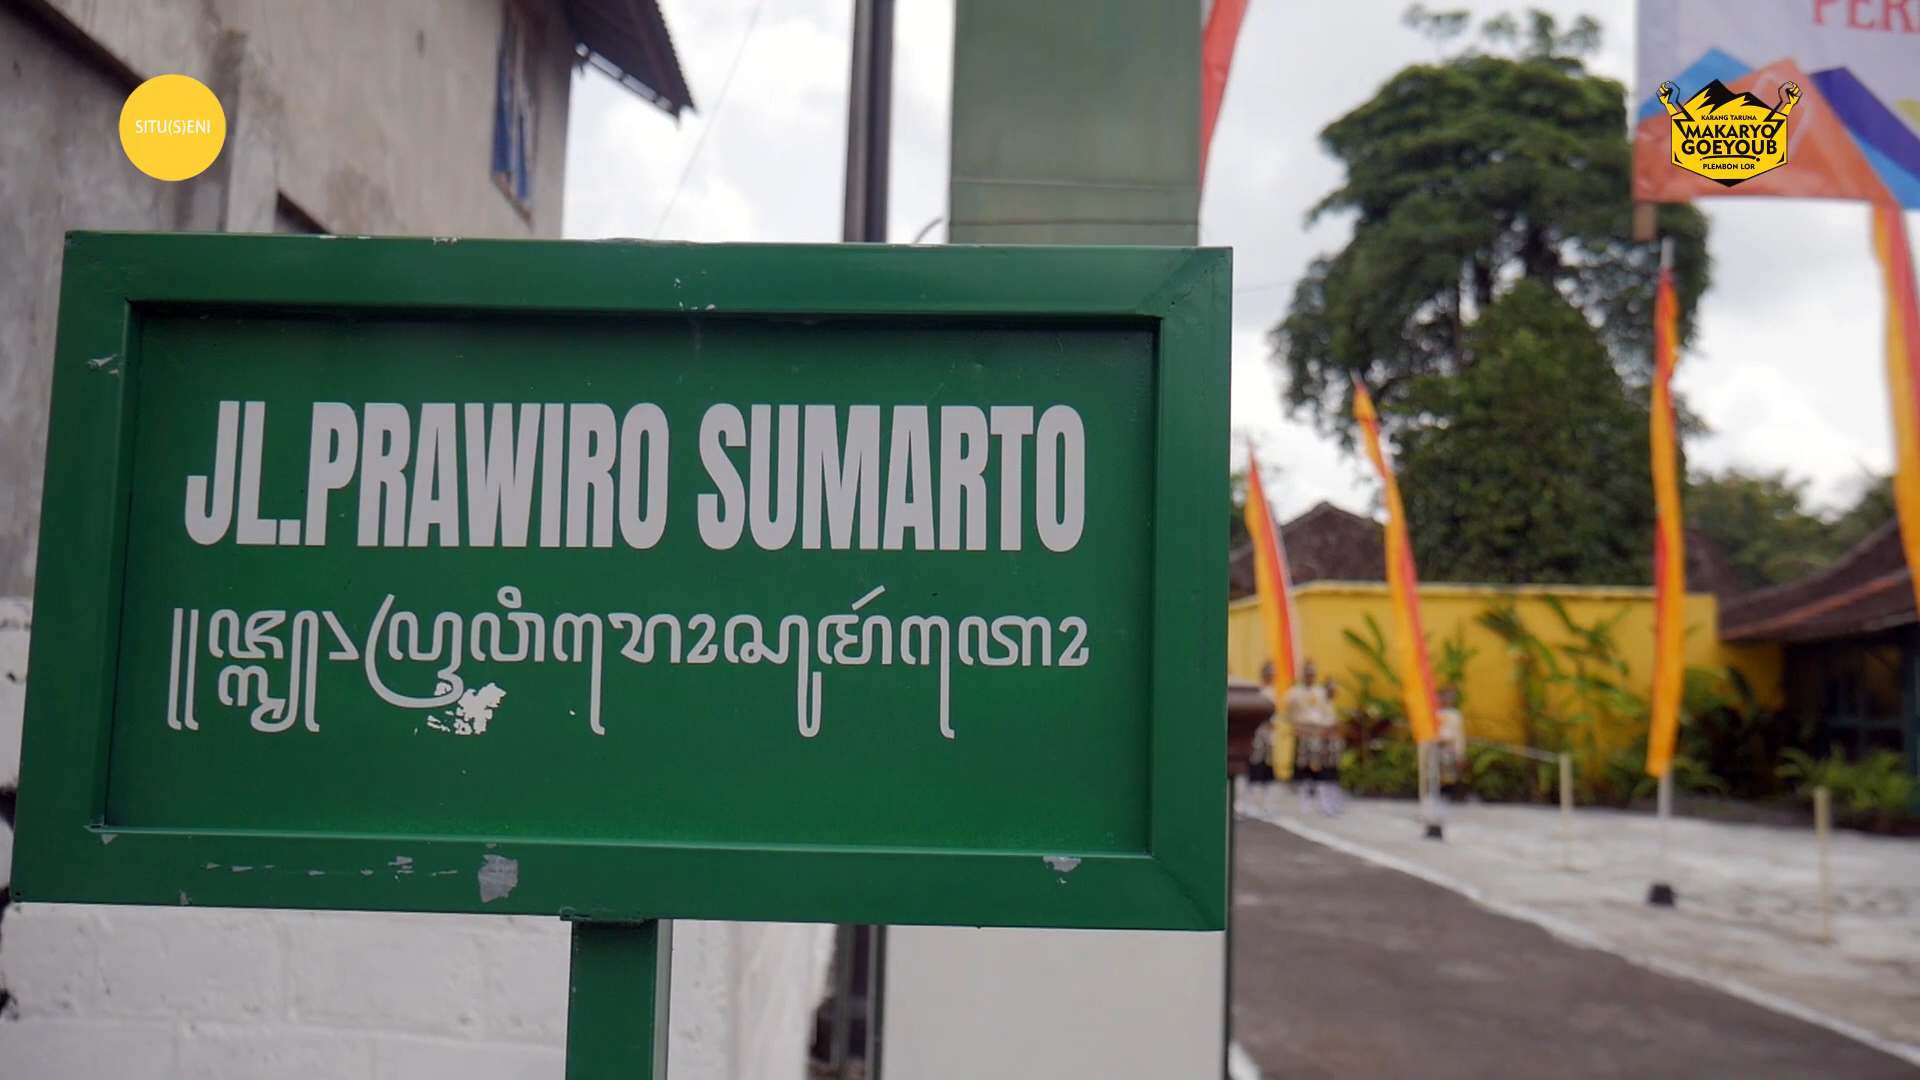 SITU(S)ENI
KARANG TARUNA
MAKARYO
GOEYOUB
PLEMBON LOR
JL.PRAWIRO SUMARTO
꧋ꦗ꧀ꦭ꧀ꦥꦿꦮꦶꦫꦺꦴꦱꦸꦩꦂꦠꦺꦴ